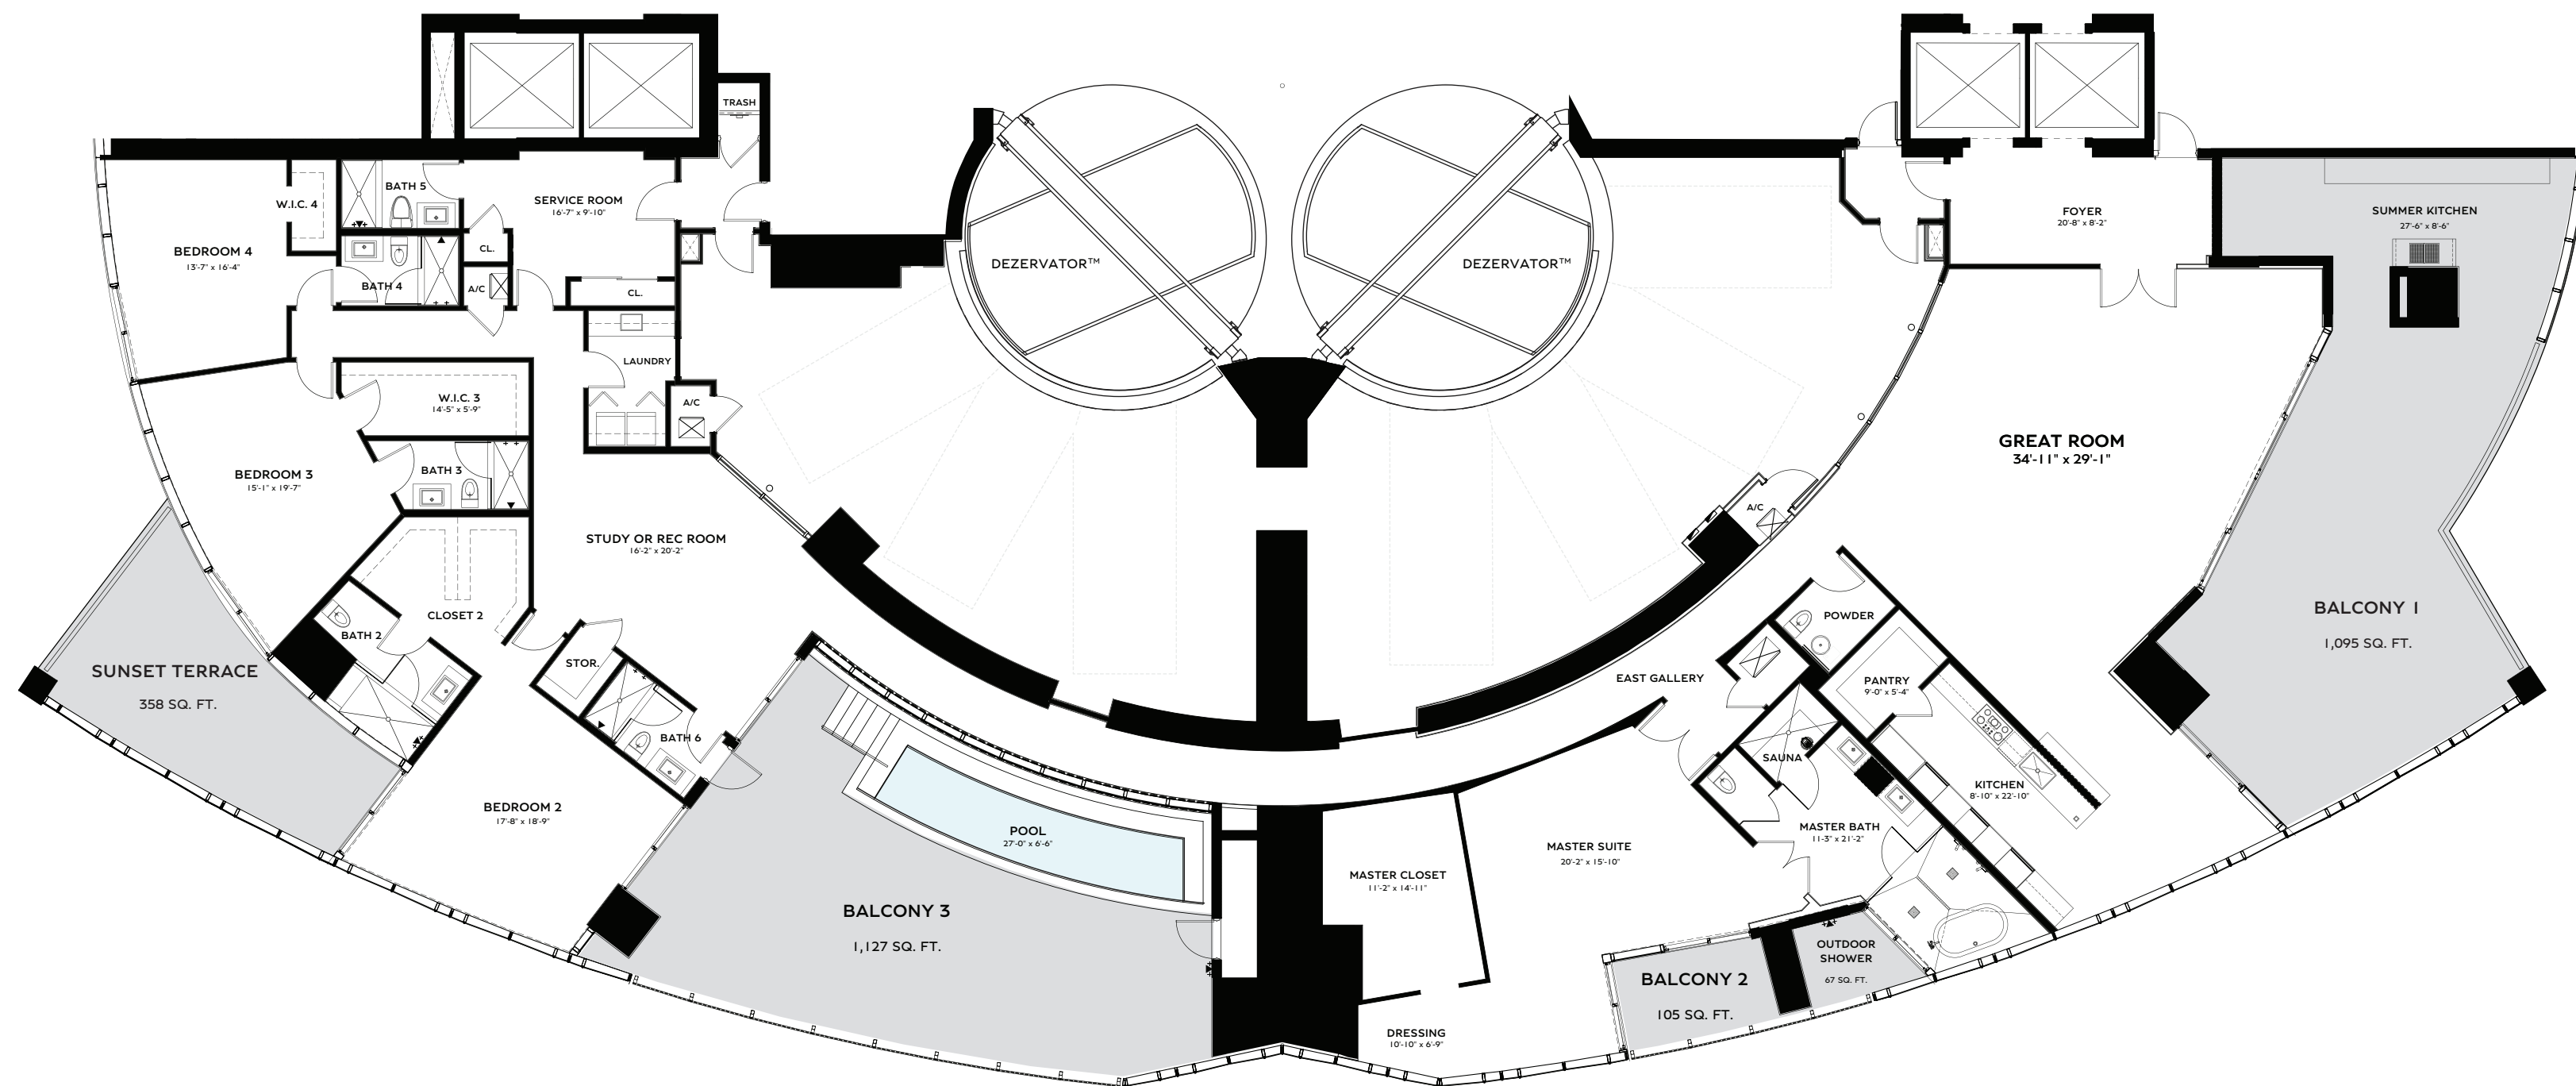 TRASH
BATH 5
W.I.C. 4
SERVICE ROOM
16'-7" x 9'-10"
BEDROOM 4
13'-7" x 16'-4"
CL.
BATH 4
A/C
CL.
LAUNDRY
W.I.C. 3
14'-5" x 5'-9"
A/C
BATH 3
BEDROOM 3
15'-1" x 19'-7"
STUDY OR REC ROOM
16'-2" x 20'-2"
CLOSET 2
BATH 2
STOR.
SUNSET TERRACE
358 SQ. FT.
BATH 6
BEDROOM 2
17'-8" x 18'-9"
POOL
27'-0" x 6'-6"
BALCONY 3
1,127 SQ. FT.
DEZERVATOR™
DEZERVATOR™
FOYER
20'-8" x 8'-2"
SUMMER KITCHEN
27'-6" x 8'-6"
GREAT ROOM
34'-11" x 29'-1"
A/C
BALCONY 1
1,095 SQ. FT.
POWDER
EAST GALLERY
PANTRY
9'-0" x 5'-4"
SAUNA
KITCHEN
8'-10" x 22'-10"
MASTER BATH
11'-3" x 21'-2"
MASTER SUITE
20'-2" x 15'-10"
MASTER CLOSET
11'-2" x 14'-11"
OUTDOOR
SHOWER
67 SQ. FT.
BALCONY 2
105 SQ. FT.
DRESSING
10'-10" x 6'-9"